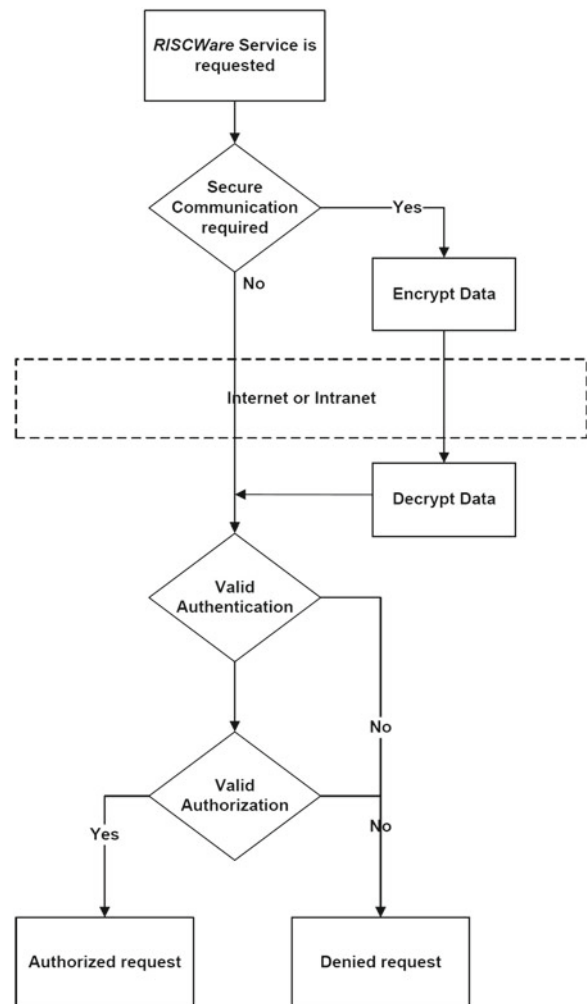 RISCWare Service is
requested
Secure
Communication
required
Yes
No
Encrypt Data
Internet or Intranet
Decrypt Data
Valid
Authentication
No
Valid
Authorization
Yes
No
Authorized request
Denied request